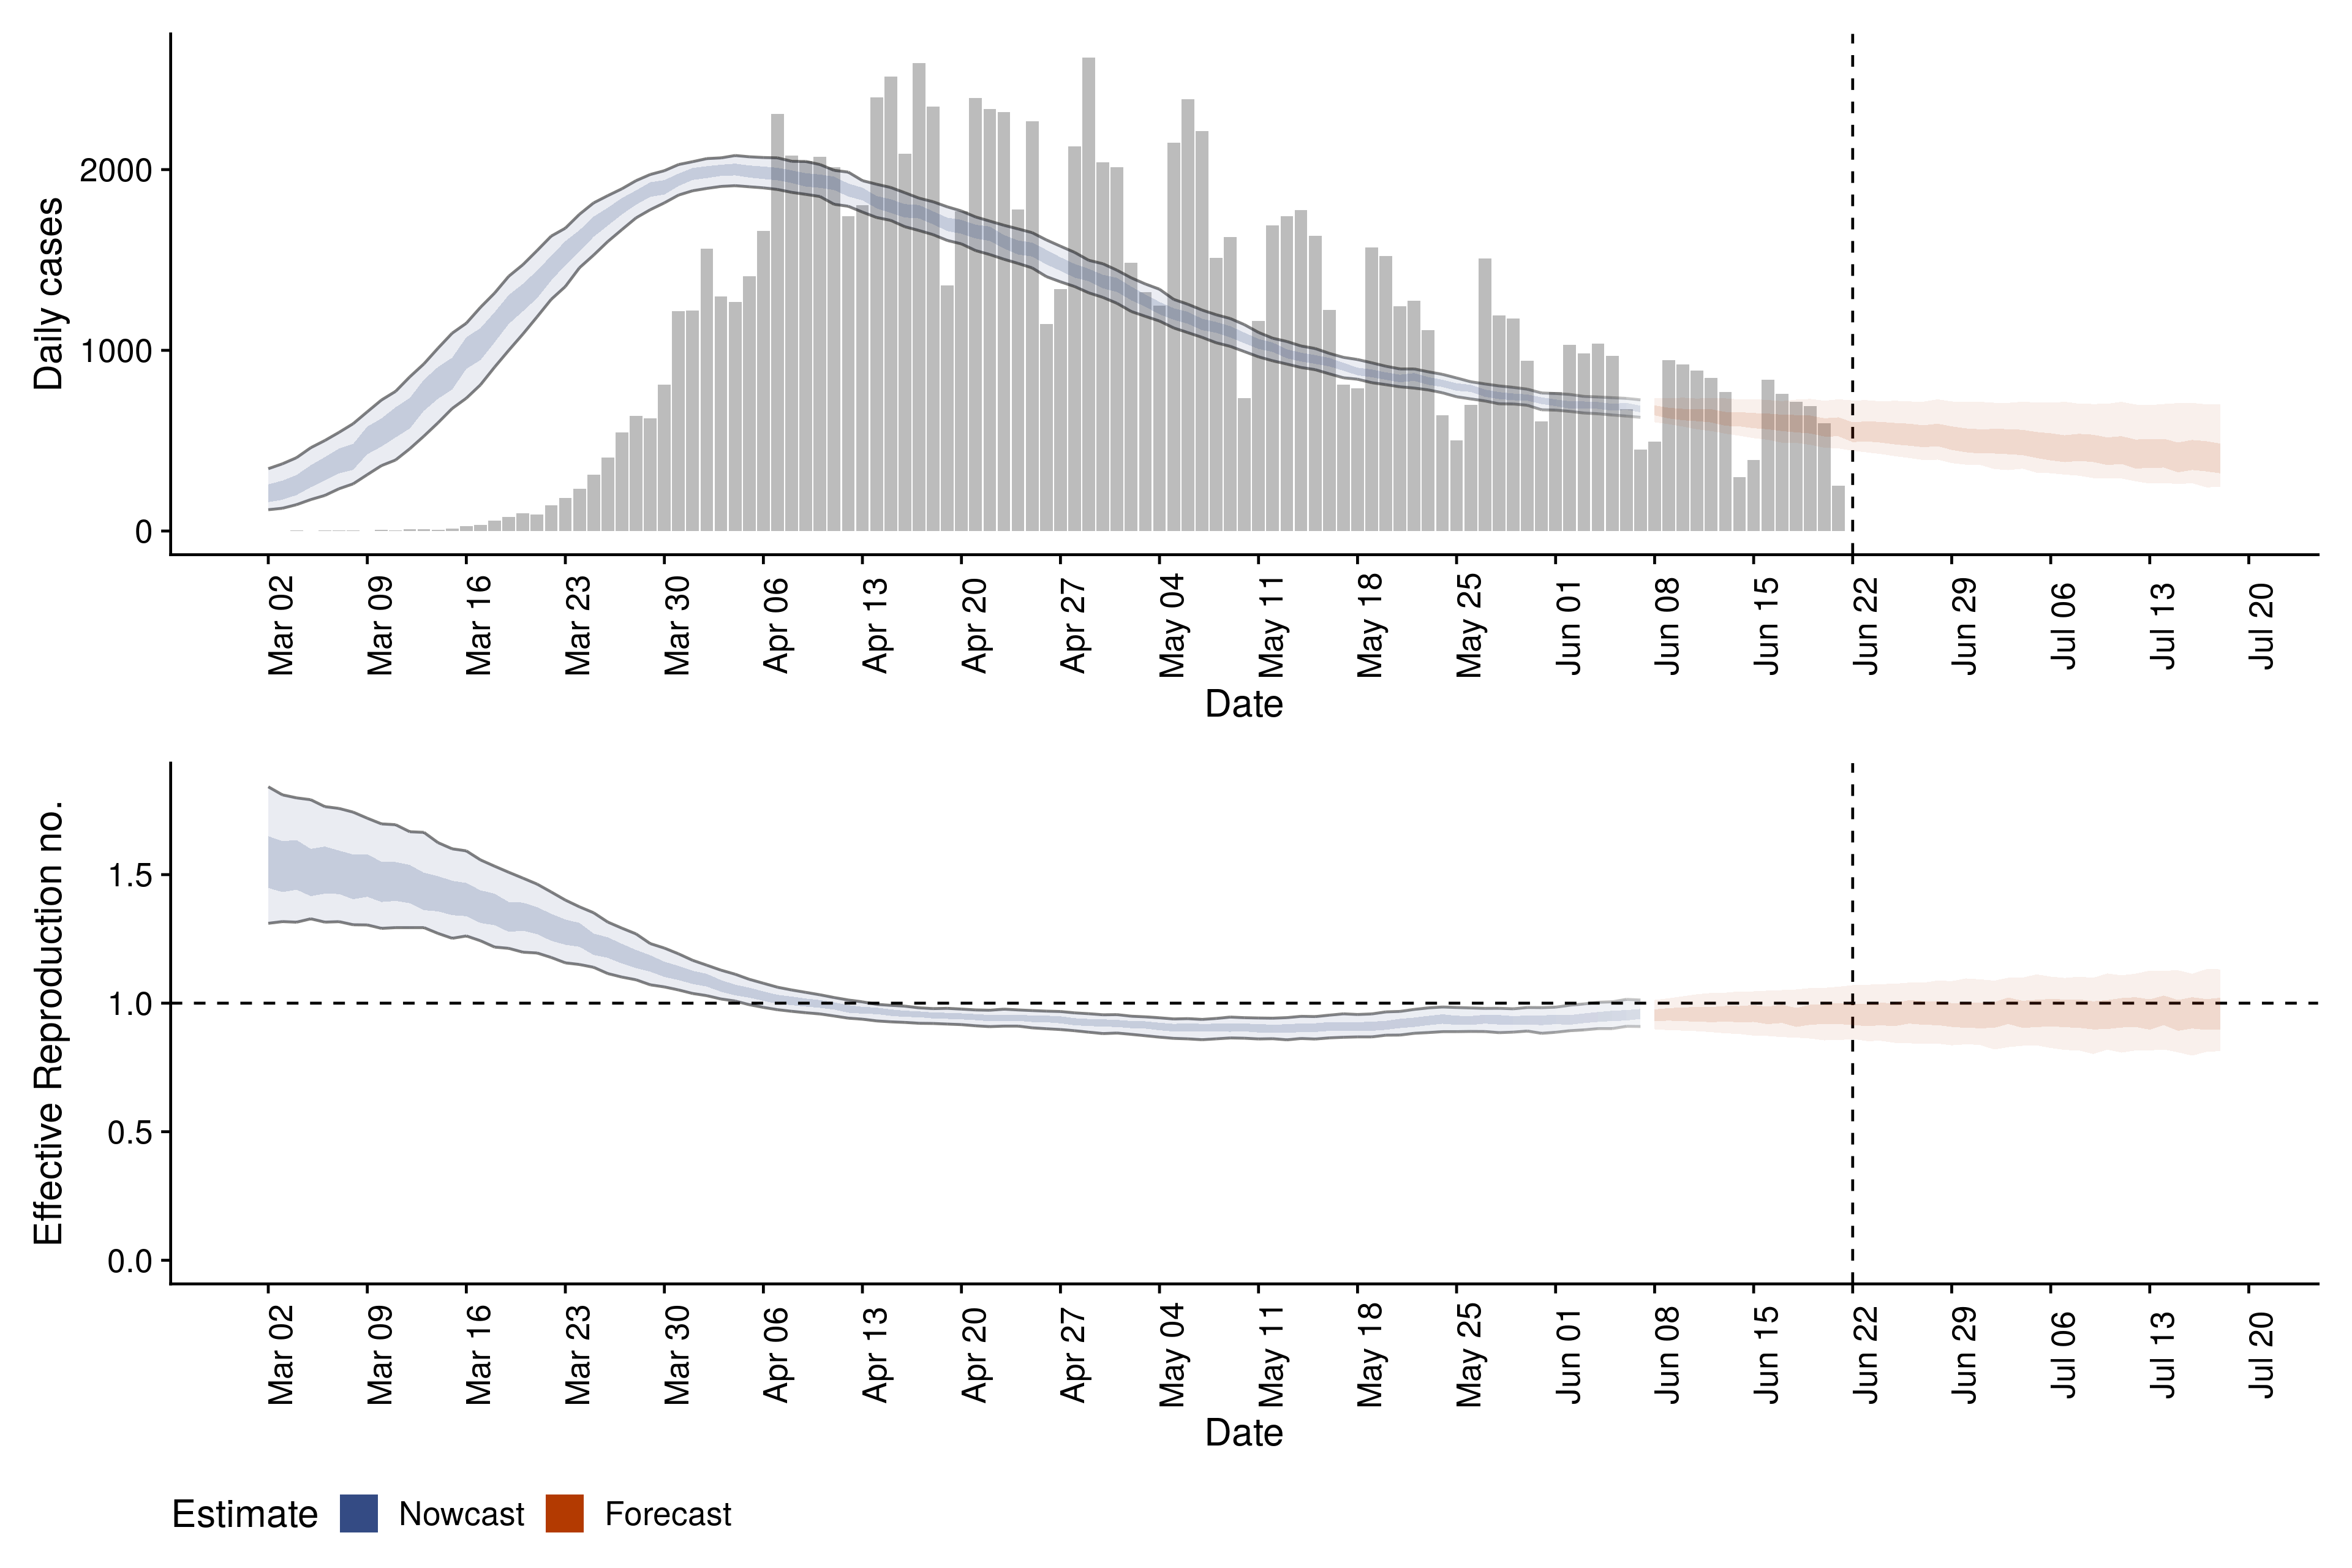 Daily cases
2000
1000
0
Mar 02 Mar 09 Mar 16 Mar 23 Mar 30 Apr 06 Apr 13 Apr 20 Apr 27 May 04 May 11 May 18 May 25 Jun 01 Jun 08 Jun 15 Jun 22 Jun 29 Jul 06 Jul 13 Jul 20
Date
Effective Reproduction no.
1.5
1.0
0.5
0.0
Mar 02 Mar 09 Mar 16 Mar 23 Mar 30 Apr 06 Apr 13 Apr 20 Apr 27 May 04 May 11 May 18 May 25 Jun 01 Jun 08 Jun 15 Jun 22 Jun 29 Jul 06 Jul 13 Jul 20
Date
Estimate Nowcast Forecast